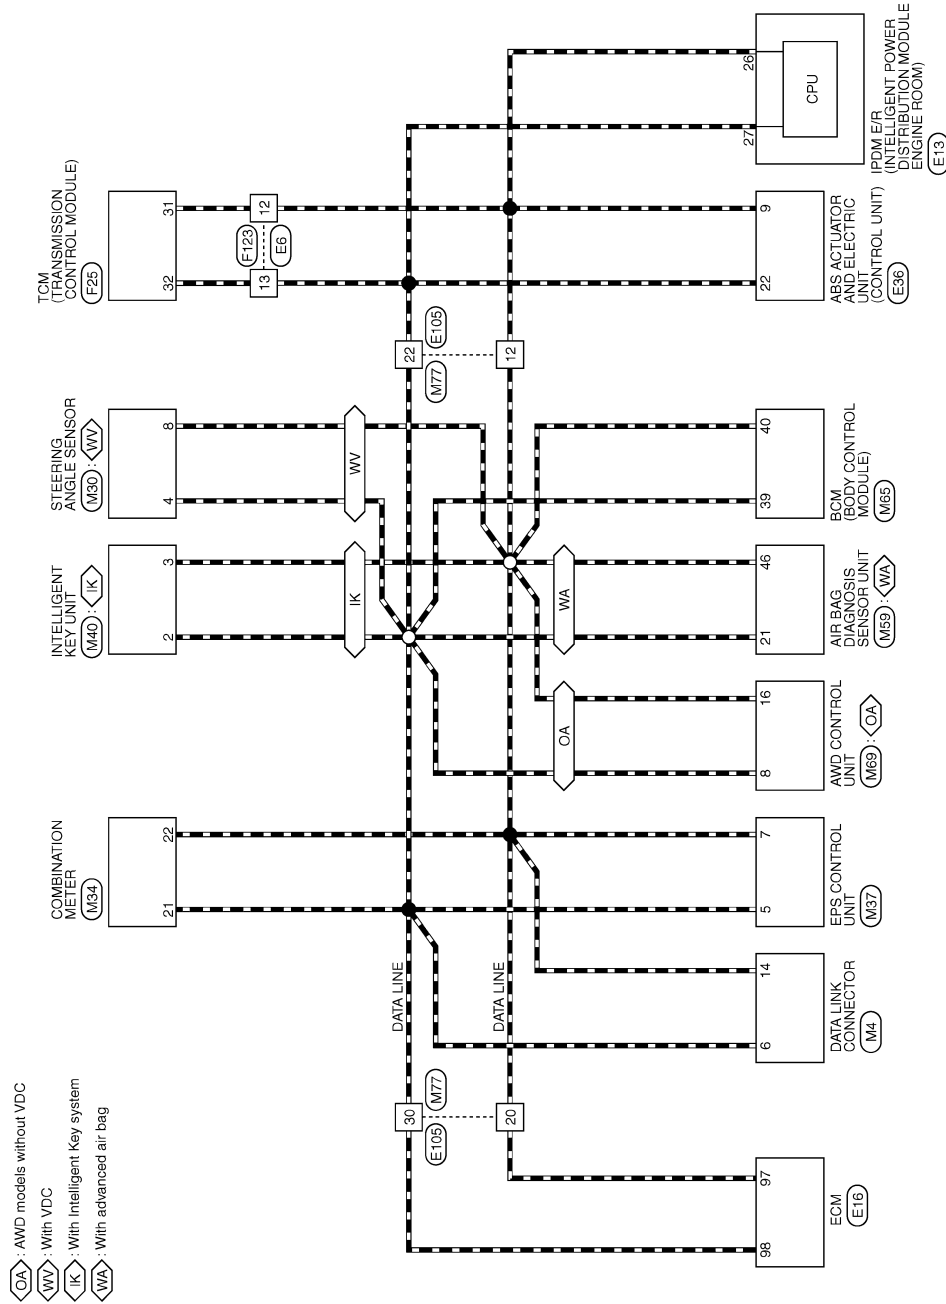 OA : AWD models without VDC
WV : With VDC
IK : With Intelligent Key system
WA : With advanced air bag
COMBINATION
METER
M34
21
22
INTELLIGENT
KEY UNIT
M40 : IK
2
3
STEERING
ANGLE SENSOR
M30 : WV
4
8
TCM
(TRANSMISSION
CONTROL MODULE)
F25
32
31
13
12
F123
E6
IK
WV
DATA LINE
30
M77
E105
22
E105
M77
DATA LINE
20
12
OA
WA
98
97
ECM
E16
6
14
DATA LINK
CONNECTOR
M4
5
7
EPS CONTROL
UNIT
M37
8
16
AWD CONTROL
UNIT
M69 : OA
21
46
AIR BAG
DIAGNOSIS
SENSOR UNIT
M59 : WA
39
40
BCM
(BODY CONTROL
MODULE)
M65
22
9
ABS ACTUATOR
AND ELECTRIC
UNIT
(CONTROL UNIT)
E36
27
26
CPU
IPDM E/R
(INTELLIGENT POWER
DISTRIBUTION MODULE
ENGINE ROOM)
E13